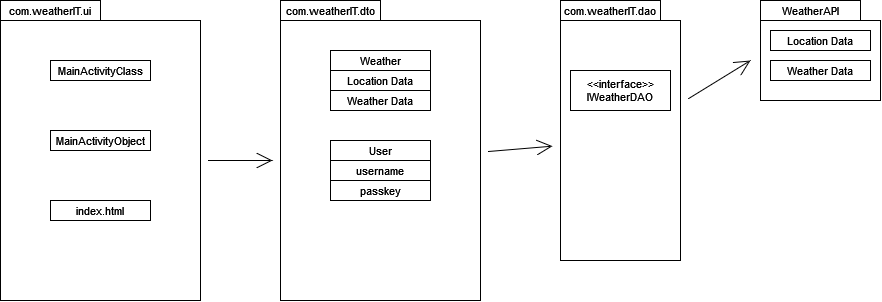 com.weatherIT.ui
MainActivityClass
MainActivityObject
index.html
com.weatherIT.dto
Weather
Location Data
Weather Data
User
username
passkey
com.weatherIT.dao
<<interface>>
IWeatherDAO
WeatherAPI
Location Data
Weather Data